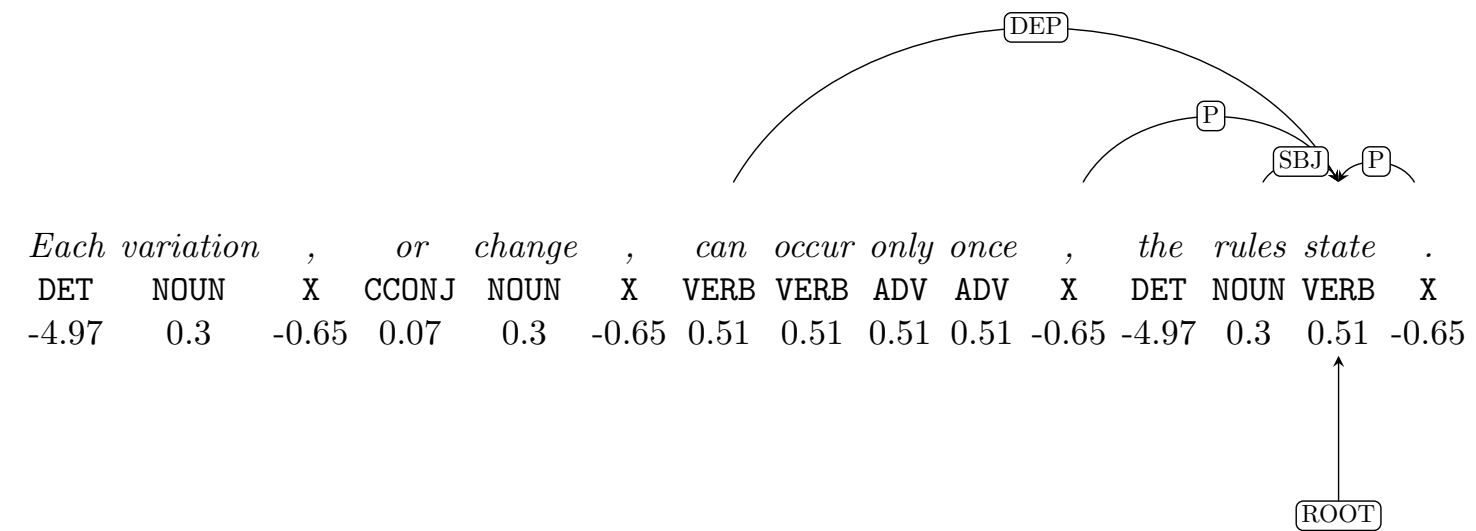 DEP
P
SBJ P
Each variation , or change , can occur only once , the rules state .
DET NOUN X CCONJ NOUN X VERB VERB ADV ADV X DET NOUN VERB X
-4.97 0.3 -0.65 0.07 0.3 -0.65 0.51 0.51 0.51 0.51 -0.65 -4.97 0.3 0.51 -0.65
ROOT